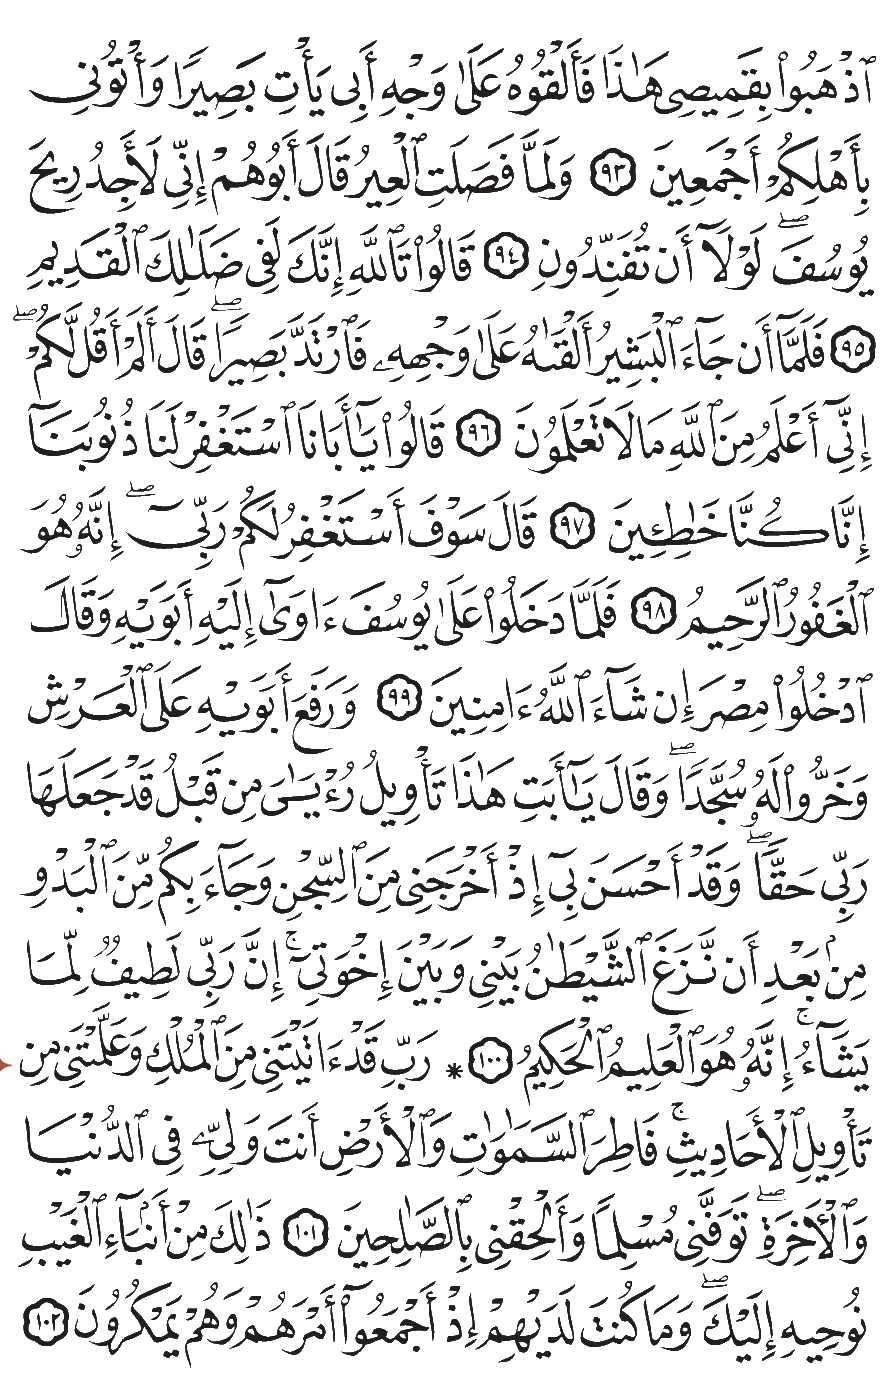 ٱذۡهَبُواْ بِقَمِيصِي هَٰذَا فَأَلۡقُوهُ عَلَىٰ وَجۡهِ أَبِي يَأۡتِ بَصِيرٗا وَأۡتُونِي
بِأَهۡلِكُمۡ أَجۡمَعِينَ ٩٣ وَلَمَّا فَصَلَتِ ٱلۡعِيرُ قَالَ أَبُوهُمۡ إِنِّي لَأَجِدُ رِيحَ
يُوسُفَۖ لَوۡلَآ أَن تُفَنِّدُونِ ٩٤ قَالُواْ تَٱللَّهِ إِنَّكَ لَفِي ضَلَٰلِكَ ٱلۡقَدِيمِ
٩٥ فَلَمَّآ أَن جَآءَ ٱلۡبَشِيرُ أَلۡقَىٰهُ عَلَىٰ وَجۡهِهِۦ فَٱرۡتَدَّ بَصِيرٗاۖ قَالَ أَلَمۡ أَقُل لَّكُمۡۖ
إِنِّيٓ أَعۡلَمُ مِنَ ٱللَّهِ مَا لَا تَعۡلَمُونَ ٩٦ قَالُواْ يَٰٓأَبَانَا ٱسۡتَغۡفِرۡ لَنَا ذُنُوبَنَآ
إِنَّا كُنَّا خَٰطِـِٔينَ ٩٧ قَالَ سَوۡفَ أَسۡتَغۡفِرُ لَكُمۡ رَبِّيٓۖ إِنَّهُۥ هُوَ
ٱلۡغَفُورُ ٱلرَّحِيمُ ٩٨ فَلَمَّا دَخَلُواْ عَلَىٰ يُوسُفَ ءَاوَىٰٓ إِلَيۡهِ أَبَوَيۡهِ وَقَالَ
ٱدۡخُلُواْ مِصۡرَ إِن شَآءَ ٱللَّهُ ءَامِنِينَ ٩٩ وَرَفَعَ أَبَوَيۡهِ عَلَى ٱلۡعَرۡشِ
وَخَرُّواْ لَهُۥ سُجَّدٗاۖ وَقَالَ يَٰٓأَبَتِ هَٰذَا تَأۡوِيلُ رُءۡيَٰيَ مِن قَبۡلُ قَدۡ جَعَلَهَا
رَبِّي حَقّٗاۖ وَقَدۡ أَحۡسَنَ بِيٓ إِذۡ أَخۡرَجَنِي مِنَ ٱلسِّجۡنِ وَجَآءَ بِكُم مِّنَ ٱلۡبَدۡوِ
مِنۢ بَعۡدِ أَن نَّزَغَ ٱلشَّيۡطَٰنُ بَيۡنِي وَبَيۡنَ إِخۡوَتِيٓۚ إِنَّ رَبِّي لَطِيفٞ لِّمَا
يَشَآءُۚ إِنَّهُۥ هُوَ ٱلۡعَلِيمُ ٱلۡحَكِيمُ ١٠٠ * رَبِّ قَدۡ ءَاتَيۡتَنِي مِنَ ٱلۡمُلۡكِ وَعَلَّمۡتَنِي مِن
تَأۡوِيلِ ٱلۡأَحَادِيثِۚ فَاطِرَ ٱلسَّمَٰوَٰتِ وَٱلۡأَرۡضِ أَنتَ وَلِيِّۦ فِي ٱلدُّنۡيَا
وَٱلۡأٓخِرَةِۖ تَوَفَّنِي مُسۡلِمٗا وَأَلۡحِقۡنِي بِٱلصَّٰلِحِينَ ١٠١ ذَٰلِكَ مِنۡ أَنۢبَآءِ ٱلۡغَيۡبِ
نُوحِيهِ إِلَيۡكَۖ وَمَا كُنتَ لَدَيۡهِمۡ إِذۡ أَجۡمَعُوٓاْ أَمۡرَهُمۡ وَهُمۡ يَمۡكُرُونَ ١٠٢